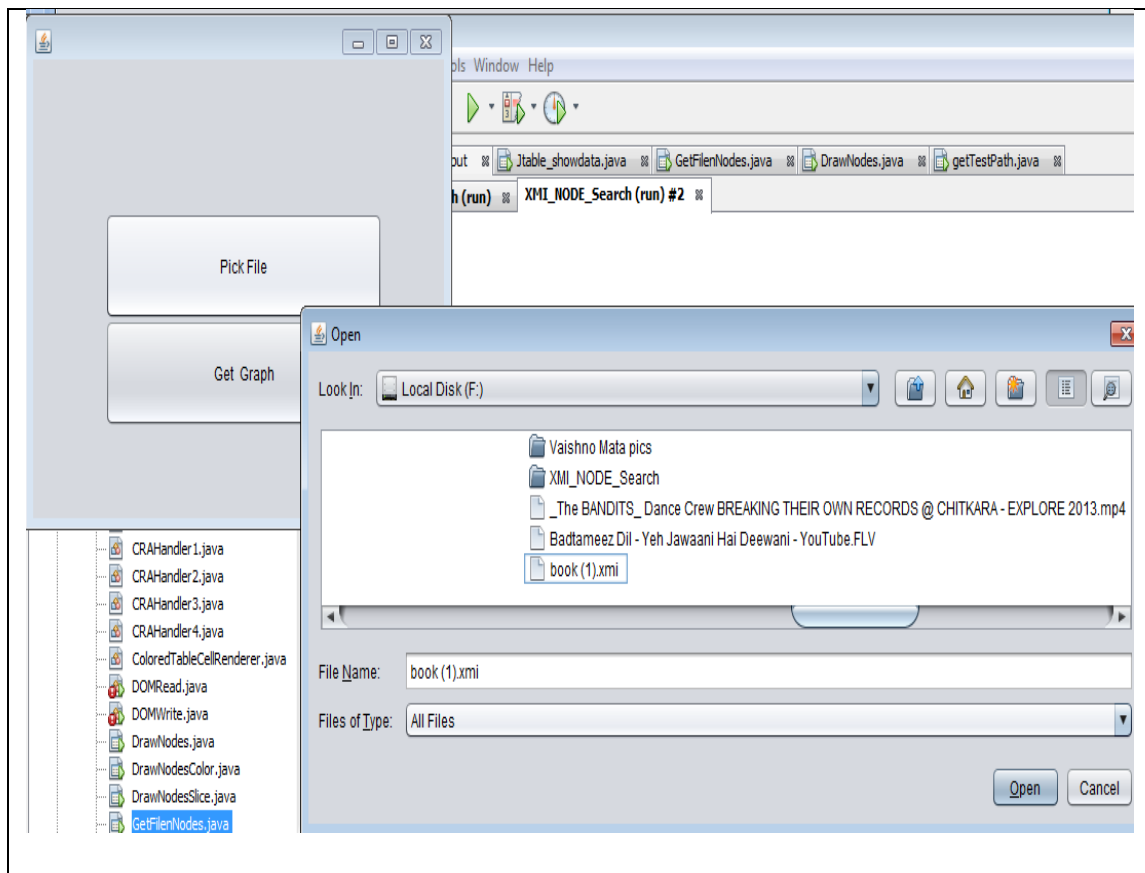 ols Window Help
out Jtable_showdata.java GetFilenNodes.java DrawNodes.java getTestPath.java
h (run) XMI_NODE_Search (run) #2
Pick File
Get Graph
Open
Look In: Local Disk (F:)
Vaishno Mata pics
XMI_NODE_Search
_The BANDITS_ Dance Crew BREAKING THEIR OWN RECORDS @ CHITKARA - EXPLORE 2013.mp4
Badtameez Dil - Yeh Jawaani Hai Deewani - YouTube.FLV
book (1).xmi
File Name: book (1).xmi
Files of Type: All Files
Open Cancel
CRAHandler1.java
CRAHandler2.java
CRAHandler3.java
CRAHandler4.java
ColoredTableCellRenderer.java
DOMRead.java
DOMWrite.java
DrawNodes.java
DrawNodesColor.java
DrawNodesSlice.java
GetFilenNodes.java